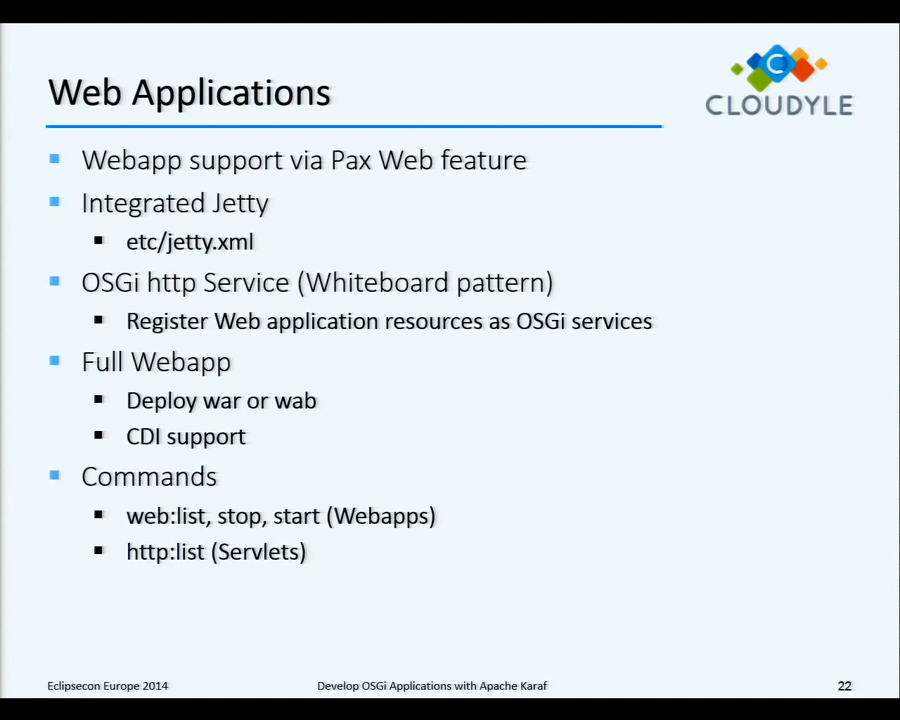 Web Applications
CLOUDYLE
Webapp support via Pax Web feature
Integrated Jetty
etc/jetty.xml
OSGi http Service (Whiteboard pattern)
Register Web application resources as OSGi services
Full Webapp
Deploy war or wab
CDI support
Commands
web:list, stop, start (Webapps)
http:list (Servlets)
Eclipsecon Europe 2014
Develop OSGi Applications with Apache Karaf
22